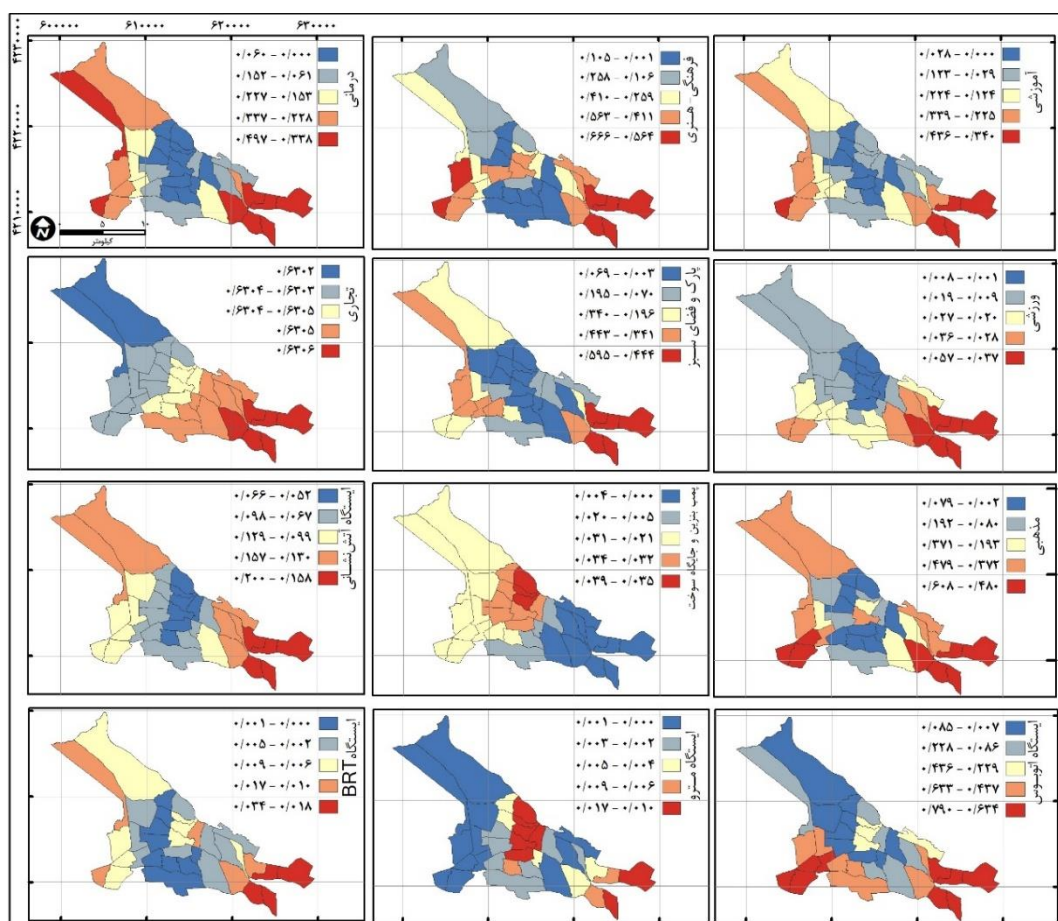 ۶۰۰۰۰۰ ۶۱۰۰۰۰ ۶۲۰۰۰۰ ۶۳۰۰۰۰
۴۲۳۰۰۰۰
۴۲۲۰۰۰۰
۴۲۱۰۰۰۰
درمانی
۰/۰۶۰ - ۰/۰۰۰
۰/۱۵۲ - ۰/۰۶۱
۰/۲۲۷ - ۰/۱۵۳
۰/۳۳۷ - ۰/۲۲۸
۰/۴۹۷ - ۰/۳۳۸
N
۰ ۵ ۱۰
کیلومتر
فرهنگی - هنری
۰/۱۰۵ - ۰/۰۰۱
۰/۲۵۸ - ۰/۱۰۶
۰/۴۱۰ - ۰/۲۵۹
۰/۵۶۳ - ۰/۴۱۱
۰/۶۶۶ - ۰/۵۶۴
آموزشی
۰/۰۲۸ - ۰/۰۰۰
۰/۱۲۳ - ۰/۰۲۹
۰/۲۲۴ - ۰/۱۲۴
۰/۳۳۹ - ۰/۲۲۵
۰/۴۳۶ - ۰/۳۴۰
تجاری
۰/۶۳۰۲
۰/۶۳۰۴ - ۰/۶۳۰۳
۰/۶۳۰۴ - ۰/۶۳۰۵
۰/۶۳۰۵
۰/۶۳۰۶
پارک و فضای سبز
۰/۰۶۹ - ۰/۰۰۳
۰/۱۹۵ - ۰/۰۷۰
۰/۳۴۰ - ۰/۱۹۶
۰/۴۴۳ - ۰/۳۴۱
۰/۵۹۵ - ۰/۴۴۴
ورزشی
۰/۰۰۸ - ۰/۰۰۱
۰/۰۱۹ - ۰/۰۰۹
۰/۰۲۷ - ۰/۰۲۰
۰/۰۳۶ - ۰/۰۲۸
۰/۰۵۷ - ۰/۰۳۷
ایستگاه آتش‌نشانی
۰/۰۶۶ - ۰/۰۵۲
۰/۰۹۸ - ۰/۰۶۷
۰/۱۲۹ - ۰/۰۹۹
۰/۱۵۷ - ۰/۱۳۰
۰/۲۰۰ - ۰/۱۵۸
پمپ بنزین و جایگاه سوخت
۰/۰۰۴ - ۰/۰۰۰
۰/۰۲۰ - ۰/۰۰۵
۰/۰۳۱ - ۰/۰۲۱
۰/۰۳۴ - ۰/۰۳۲
۰/۰۳۹ - ۰/۰۳۵
مذهبی
۰/۰۷۹ - ۰/۰۰۲
۰/۱۹۲ - ۰/۰۸۰
۰/۳۷۱ - ۰/۱۹۳
۰/۴۷۹ - ۰/۳۷۲
۰/۶۰۸ - ۰/۴۸۰
ایستگاه BRT
۰/۰۰۱ - ۰/۰۰۰
۰/۰۰۵ - ۰/۰۰۲
۰/۰۰۹ - ۰/۰۰۶
۰/۰۱۷ - ۰/۰۱۰
۰/۰۳۴ - ۰/۰۱۸
ایستگاه مترو
۰/۰۰۱ - ۰/۰۰۰
۰/۰۰۳ - ۰/۰۰۲
۰/۰۰۵ - ۰/۰۰۴
۰/۰۰۹ - ۰/۰۰۶
۰/۰۱۷ - ۰/۰۱۰
ایستگاه اتوبوس
۰/۰۸۵ - ۰/۰۰۷
۰/۲۲۸ - ۰/۰۸۶
۰/۴۳۶ - ۰/۲۲۹
۰/۶۳۳ - ۰/۴۳۷
۰/۷۹۰ - ۰/۶۳۴